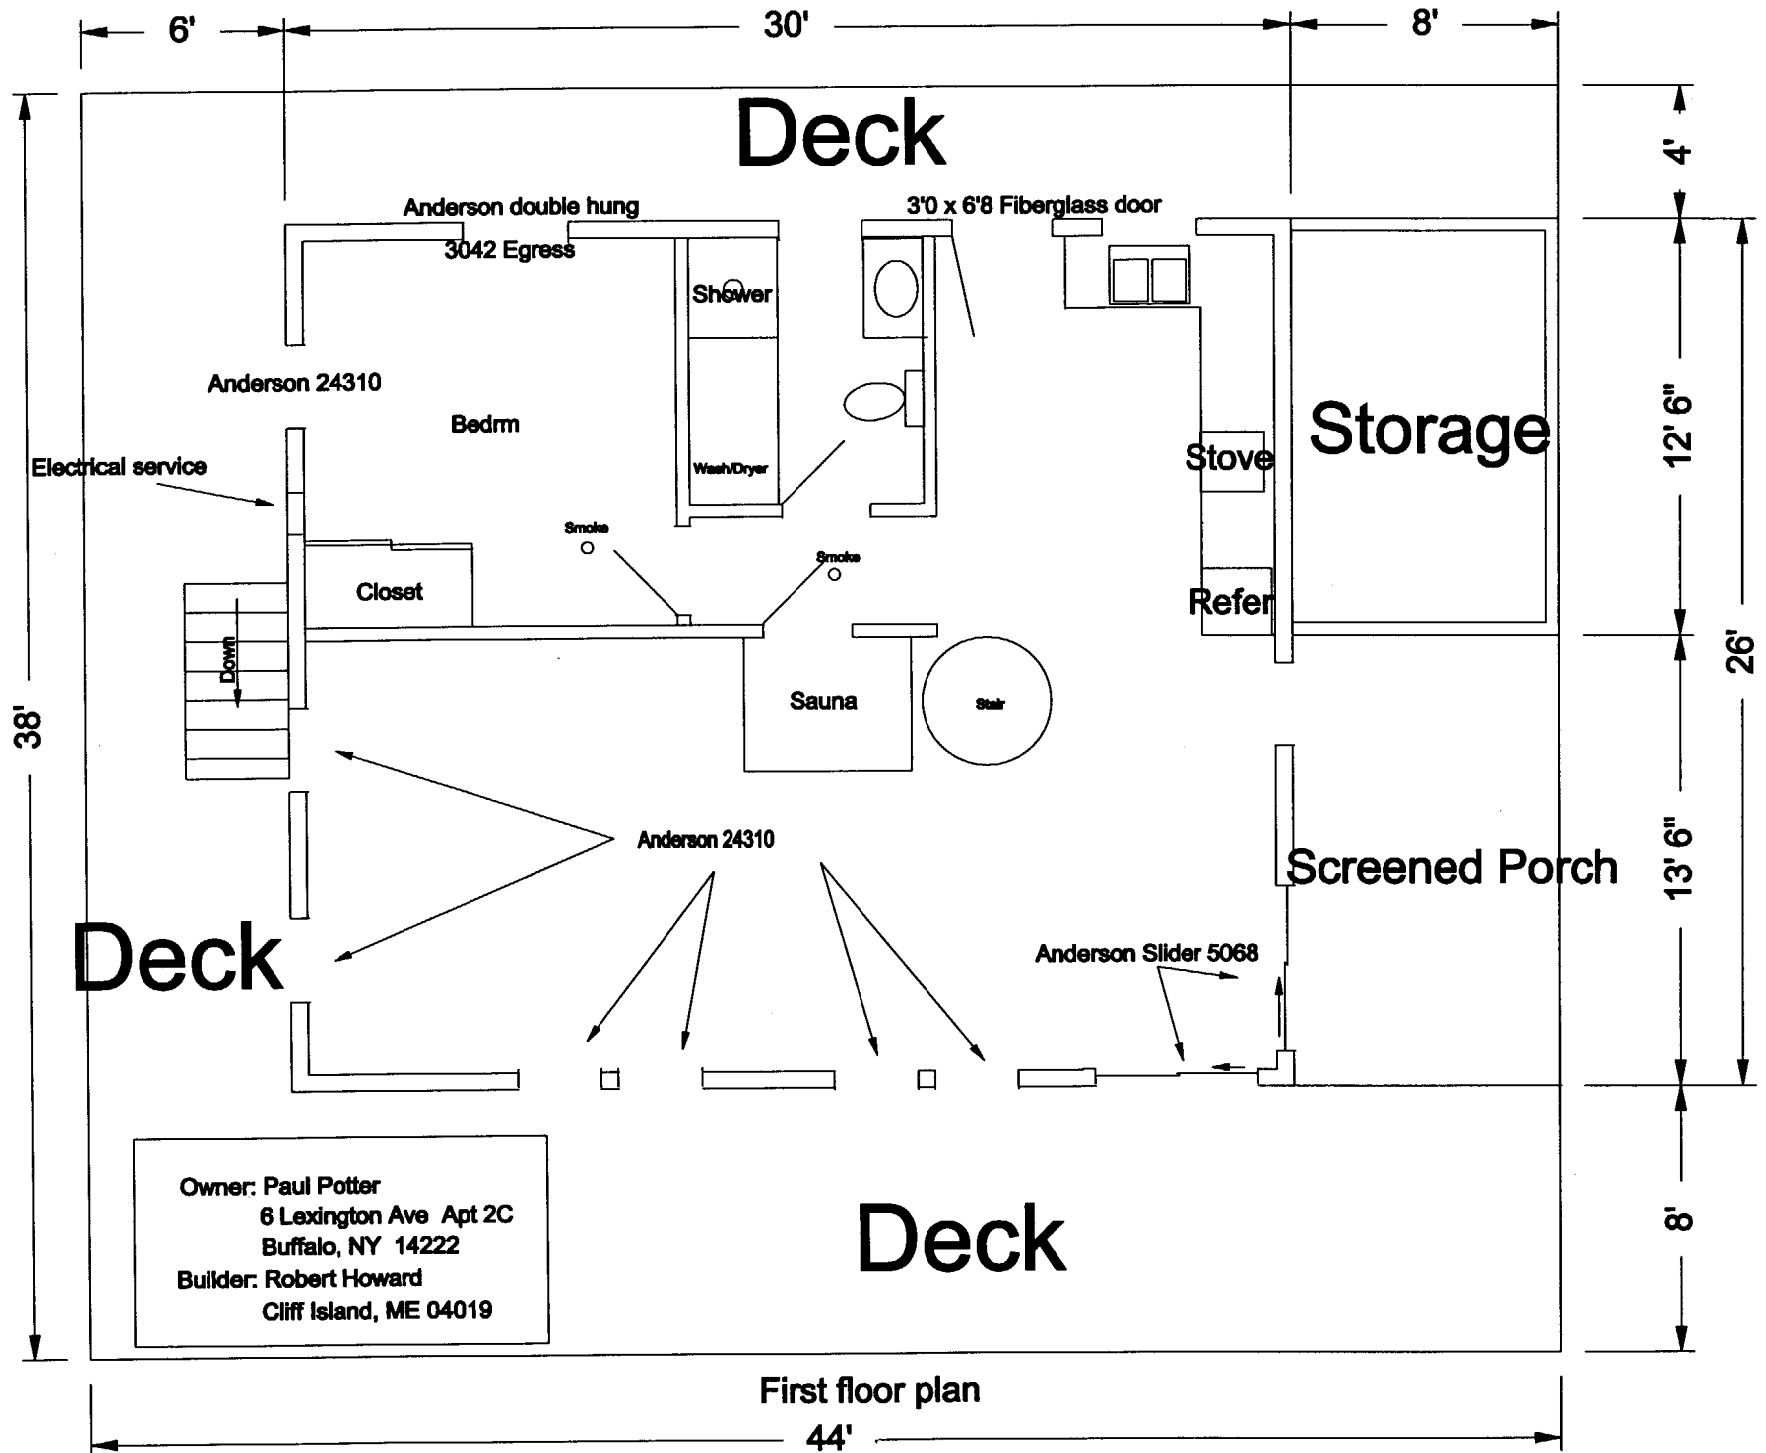 6'
30'
8'
Deck
4'
Anderson double hung
3'0 x 6'8 Fiberglass door
3042 Egress
Shower
Anderson 24310
Bedrm
Storage
12' 6"
Stove
Electrical service
Wash/Dryer
Smoke
Smoke
Closet
Refer
Down
26'
Sauna
Stair
38'
Anderson 24310
Screened Porch
13' 6"
Deck
Anderson Slider 5068
Owner: Paul Potter
6 Lexington Ave Apt 2C
Buffalo, NY 14222
Builder: Robert Howard
Cliff Island, ME 04019
Deck
8'
First floor plan
44'